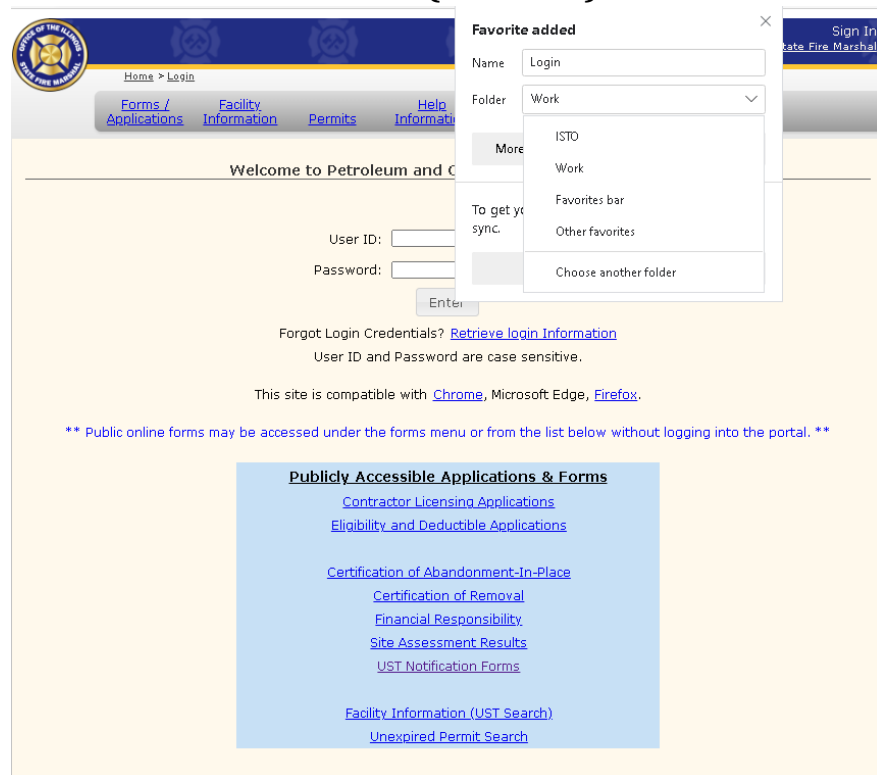 Favorite added
Sign In
tate Fire Marshal
Name Login
Home > Login
Folder Work
Forms / Applications
Facility Information
Permits
Help
ISTO
More
Work
Welcome to Petroleum and
Favorites bar
To get
sync.
Other favorites
User ID:
Password:
Choose another folder
Enter
Forgot Login Credentials? Retrieve login Information
User ID and Password are case sensitive.
This site is compatible with Chrome, Microsoft Edge, Firefox.
** Public online forms may be accessed under the forms menu or from the list below without logging into the portal. **
Publicly Accessible Applications & Forms
Contractor Licensing Applications
Eligibility and Deductible Applications
Certification of Abandonment-In-Place
Certification of Removal
Financial Responsibility
Site Assessment Results
UST Notification Forms
Facility Information (UST Search)
Unexpired Permit Search